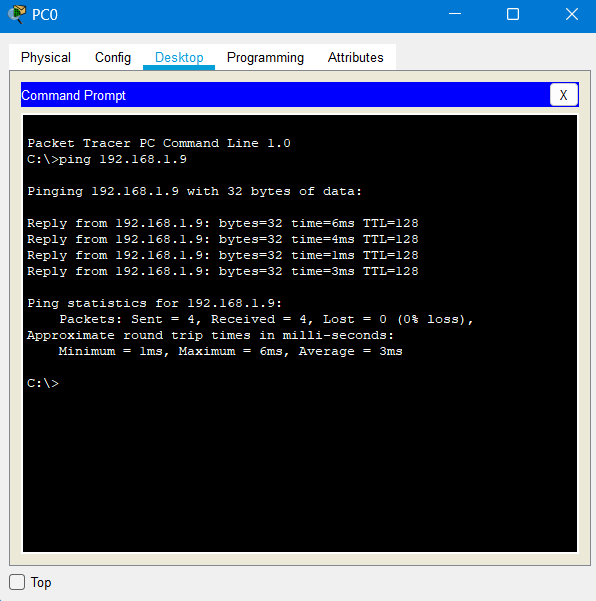 PC0
Physical Config Desktop Programming Attributes
Command Prompt X
Packet Tracer PC Command Line 1.0
C:\>ping 192.168.1.9
Pinging 192.168.1.9 with 32 bytes of data:
Reply from 192.168.1.9: bytes=32 time=6ms TTL=128
Reply from 192.168.1.9: bytes=32 time=4ms TTL=128
Reply from 192.168.1.9: bytes=32 time=1ms TTL=128
Reply from 192.168.1.9: bytes=32 time=3ms TTL=128
Ping statistics for 192.168.1.9:
    Packets: Sent = 4, Received = 4, Lost = 0 (0% loss),
Approximate round trip times in milli-seconds:
    Minimum = 1ms, Maximum = 6ms, Average = 3ms
C:\>
Top